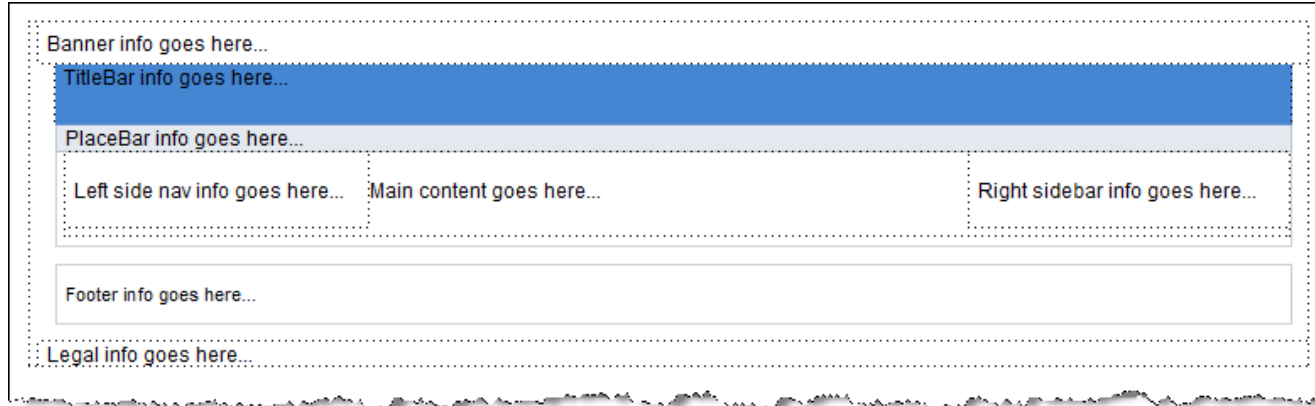 Banner info goes here...
TitleBar info goes here...
PlaceBar info goes here...
Left side nav info goes here... Main content goes here... Right sidebar info goes here...
Footer info goes here...
Legal info goes here...